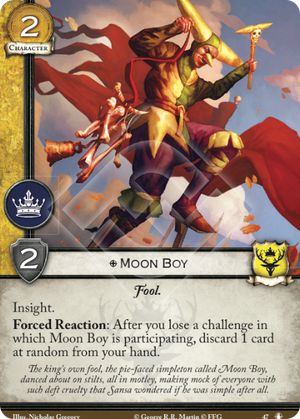 2
CHARACTER
2
MOON BOY
Fool.
Insight.
Forced Reaction: After you lose a challenge in
which Moon Boy is participating, discard 1 card
at random from your hand.
The king's own fool, the pie-faced simpleton called Moon Boy,
danced about on stilts, all in motley, making mock of everyone
with such deft cruelty that Sansa wondered if he was simple after all.
Illus. Nicholas Gregory
© George R.R. Martin © FFG
47